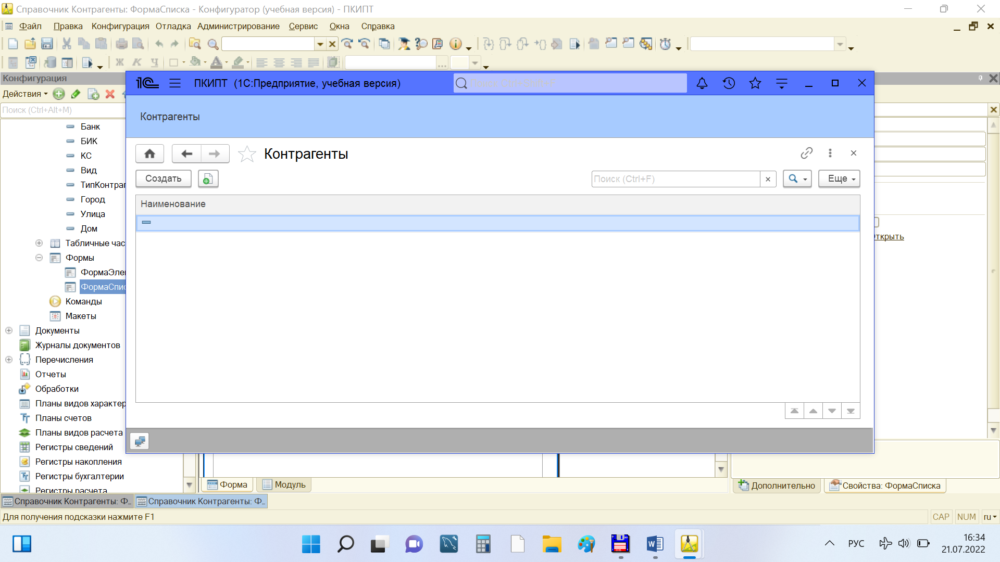 Справочник Контрагенты: ФормаСписка - Конфигуратор (учебная версия) - ПКИПТ
Файл Правка Конфигурация Отладка Администрирование Сервис Окна Справка
Ж К Ч
Конфигурация
Действия
Поиск (Ctrl+Alt+M)
Банк
БИК
КС
Вид
ТипКонтраг
Город
Улица
Дом
Табличные час
Формы
ФормаЭле
ФормаСпис
Команды
Макеты
Документы
Журналы документов
Перечисления
Отчеты
Обработки
Планы видов характер
Планы счетов
Планы видов расчета
Регистры сведений
Регистры накопления
Регистры бухгалтерии
Регистры расчета
1С ПКИПТ (1С:Предприятие, учебная версия) Поиск Ctrl+Shift+F
Контрагенты
Контрагенты
Создать Поиск (Ctrl+F) × Еще
Наименование
ткрыть
Форма Модуль
Дополнительно Свойства: ФормаСписка
Справочник Контрагенты: Ф... Справочник Контрагенты: Ф...
Для получения подсказки нажмите F1 CAP NUM ru
РУС 16:34
21.07.2022